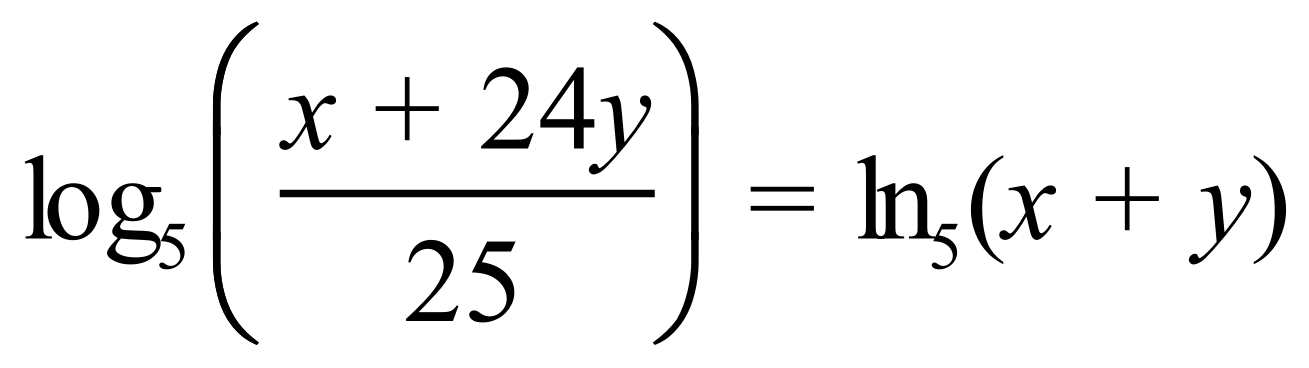 log₅((x + 24y)/25) = ln₅(x + y)